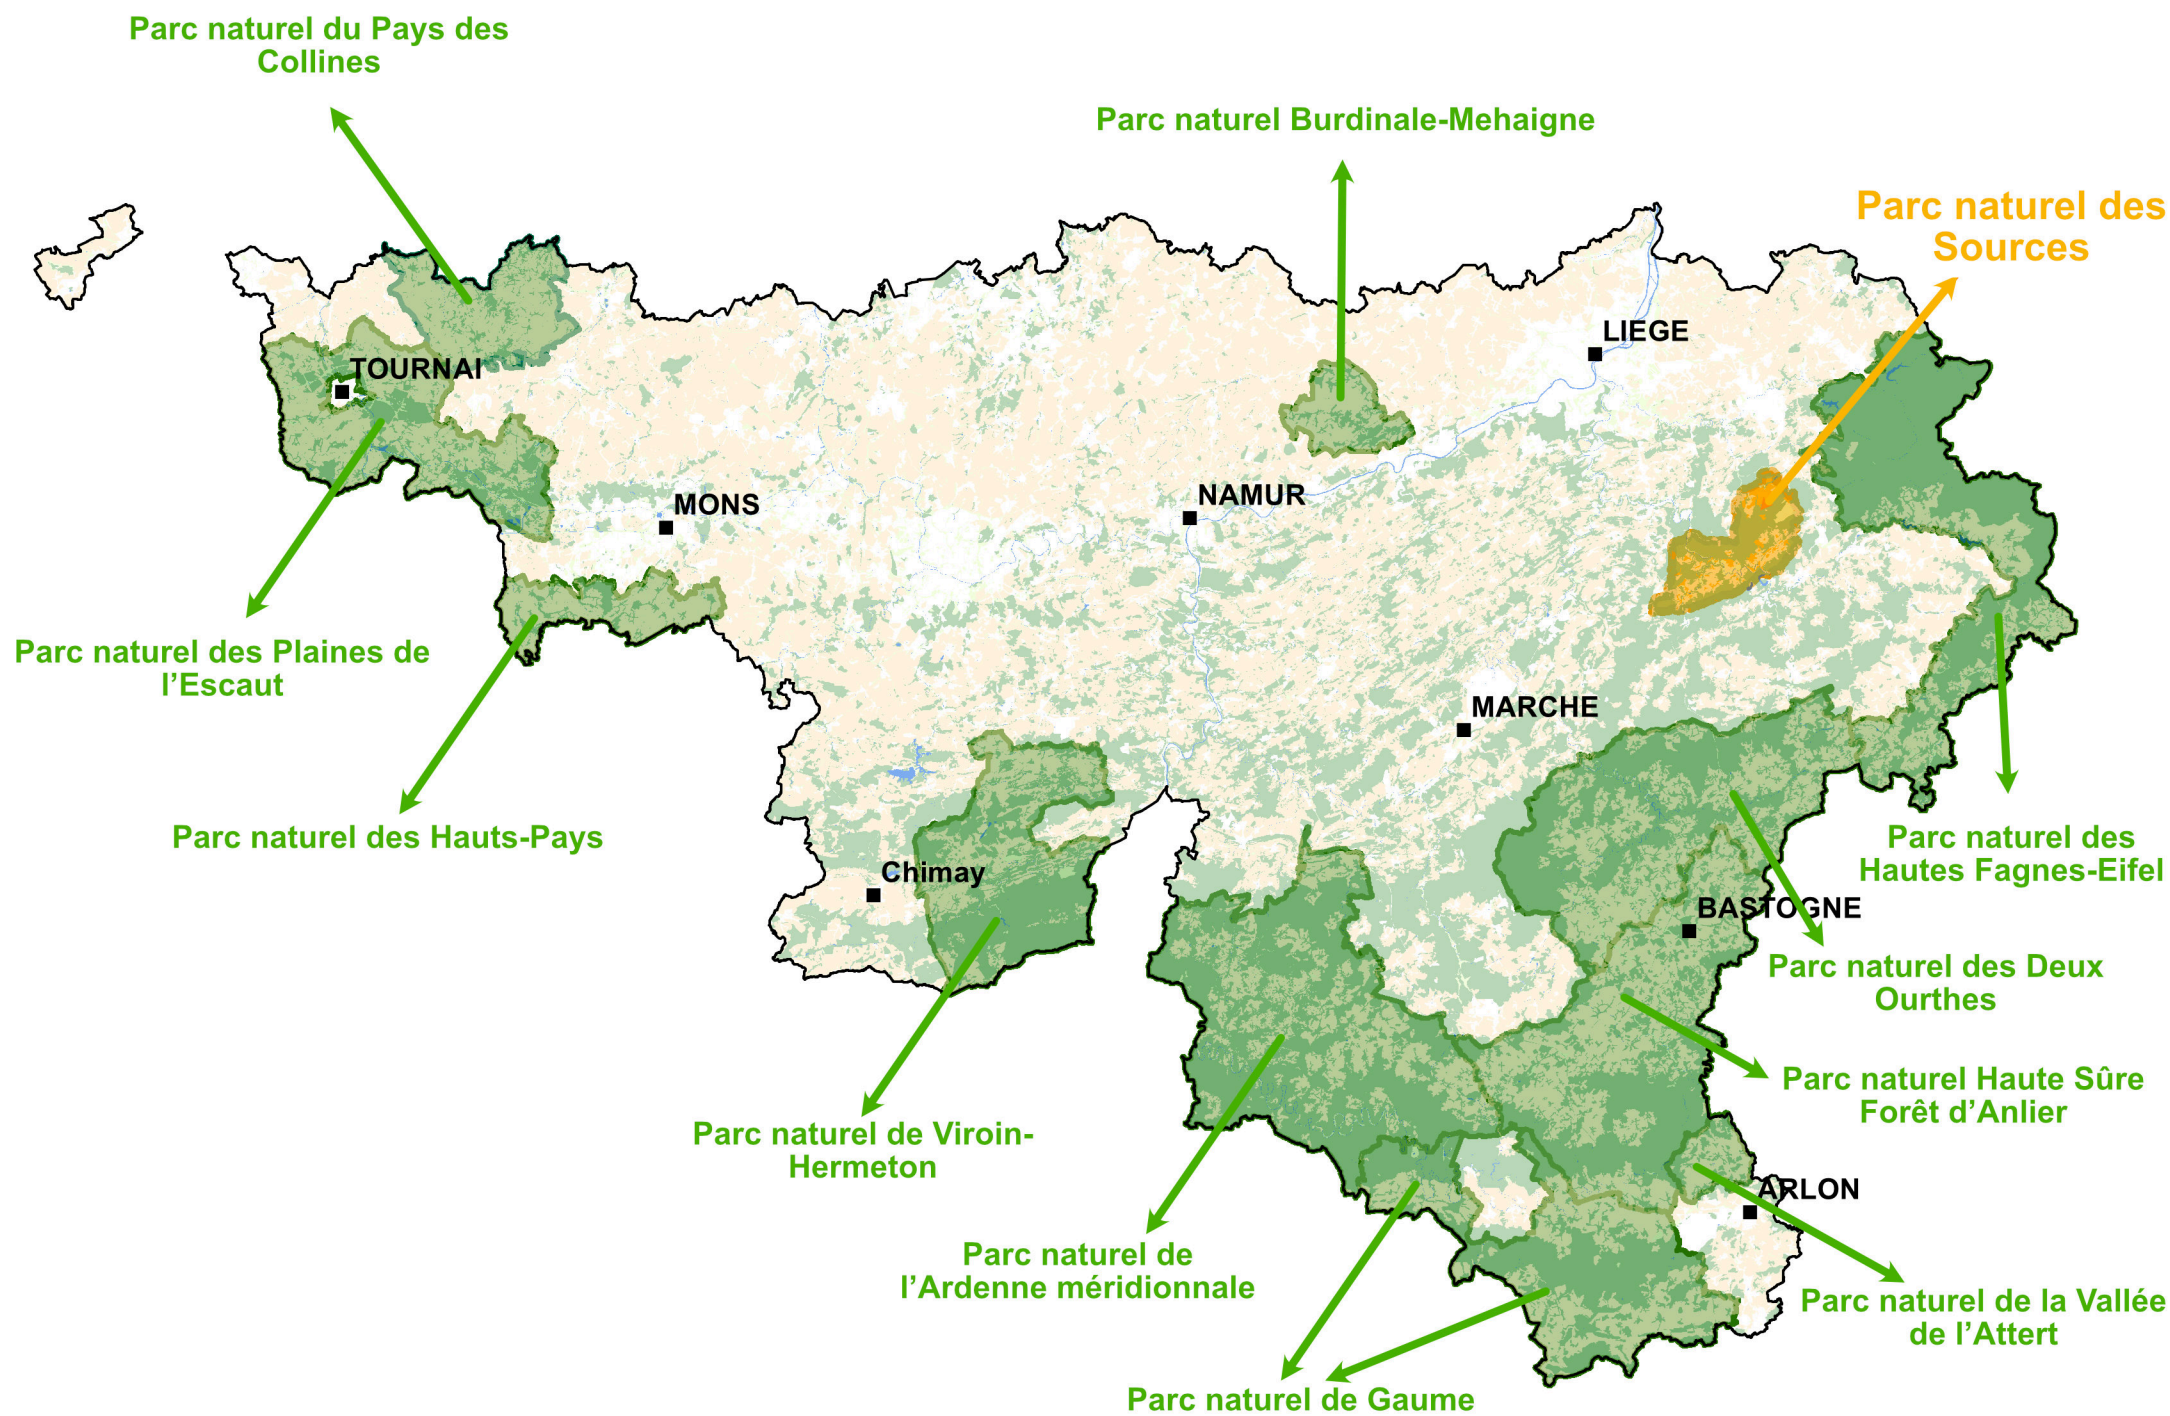 Parc naturel du Pays des
Collines
Parc naturel Burdinale-Mehaigne
Parc naturel des
Sources
LIEGE
TOURNAI
NAMUR
MONS
Parc naturel des Plaines de
l’Escaut
MARCHE
Parc naturel des Hauts-Pays
Parc naturel des
Hautes Fagnes-Eifel
Chimay
BASTOGNE
Parc naturel des Deux
Ourthes
Parc naturel Haute Sûre
Forêt d’Anlier
Parc naturel de Viroin-
Hermeton
ARLON
Parc naturel de
l’Ardenne méridionnale
Parc naturel de la Vallée
de l’Attert
Parc naturel de Gaume